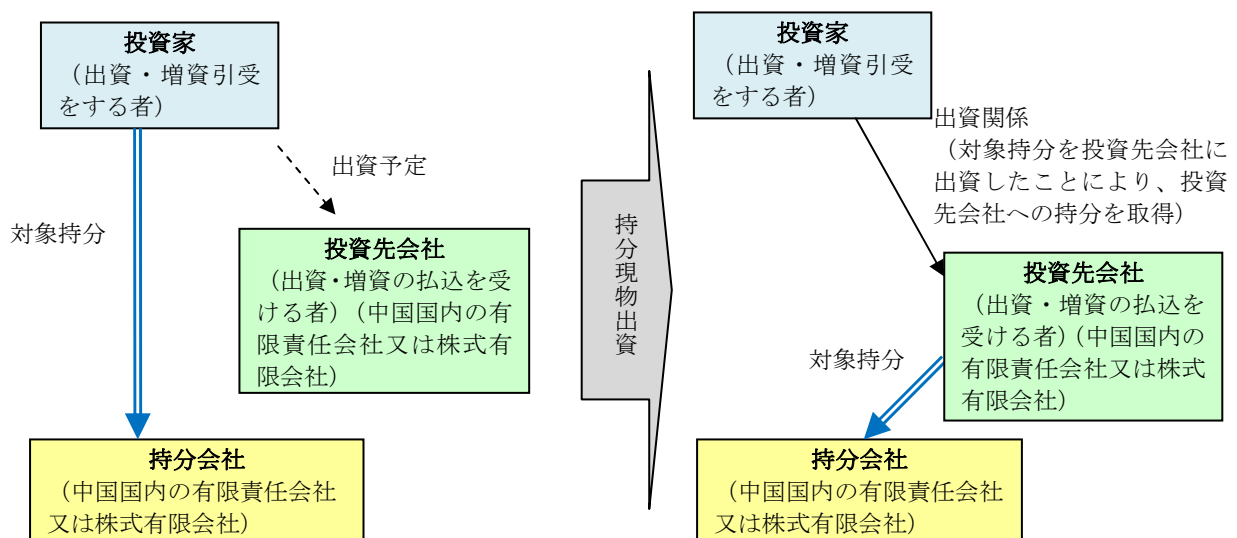 投資家
（出資・増資引受
をする者）
出資予定
対象持分
投資先会社
（出資・増資の払込を受
ける者）（中国国内の有
限責任会社又は株式有
限会社）
持分会社
（中国国内の有限責任会社
又は株式有限会社）
持分現物出資
投資家
（出資・増資引受
をする者）
出資関係
（対象持分を投資先会社に
出資したことにより、投資
先会社への持分を取得）
投資先会社
（出資・増資の払込を
受ける者）（中国国内の
有限責任会社又は株式
有限会社）
対象持分
持分会社
（中国国内の有限責任会社
又は株式有限会社）